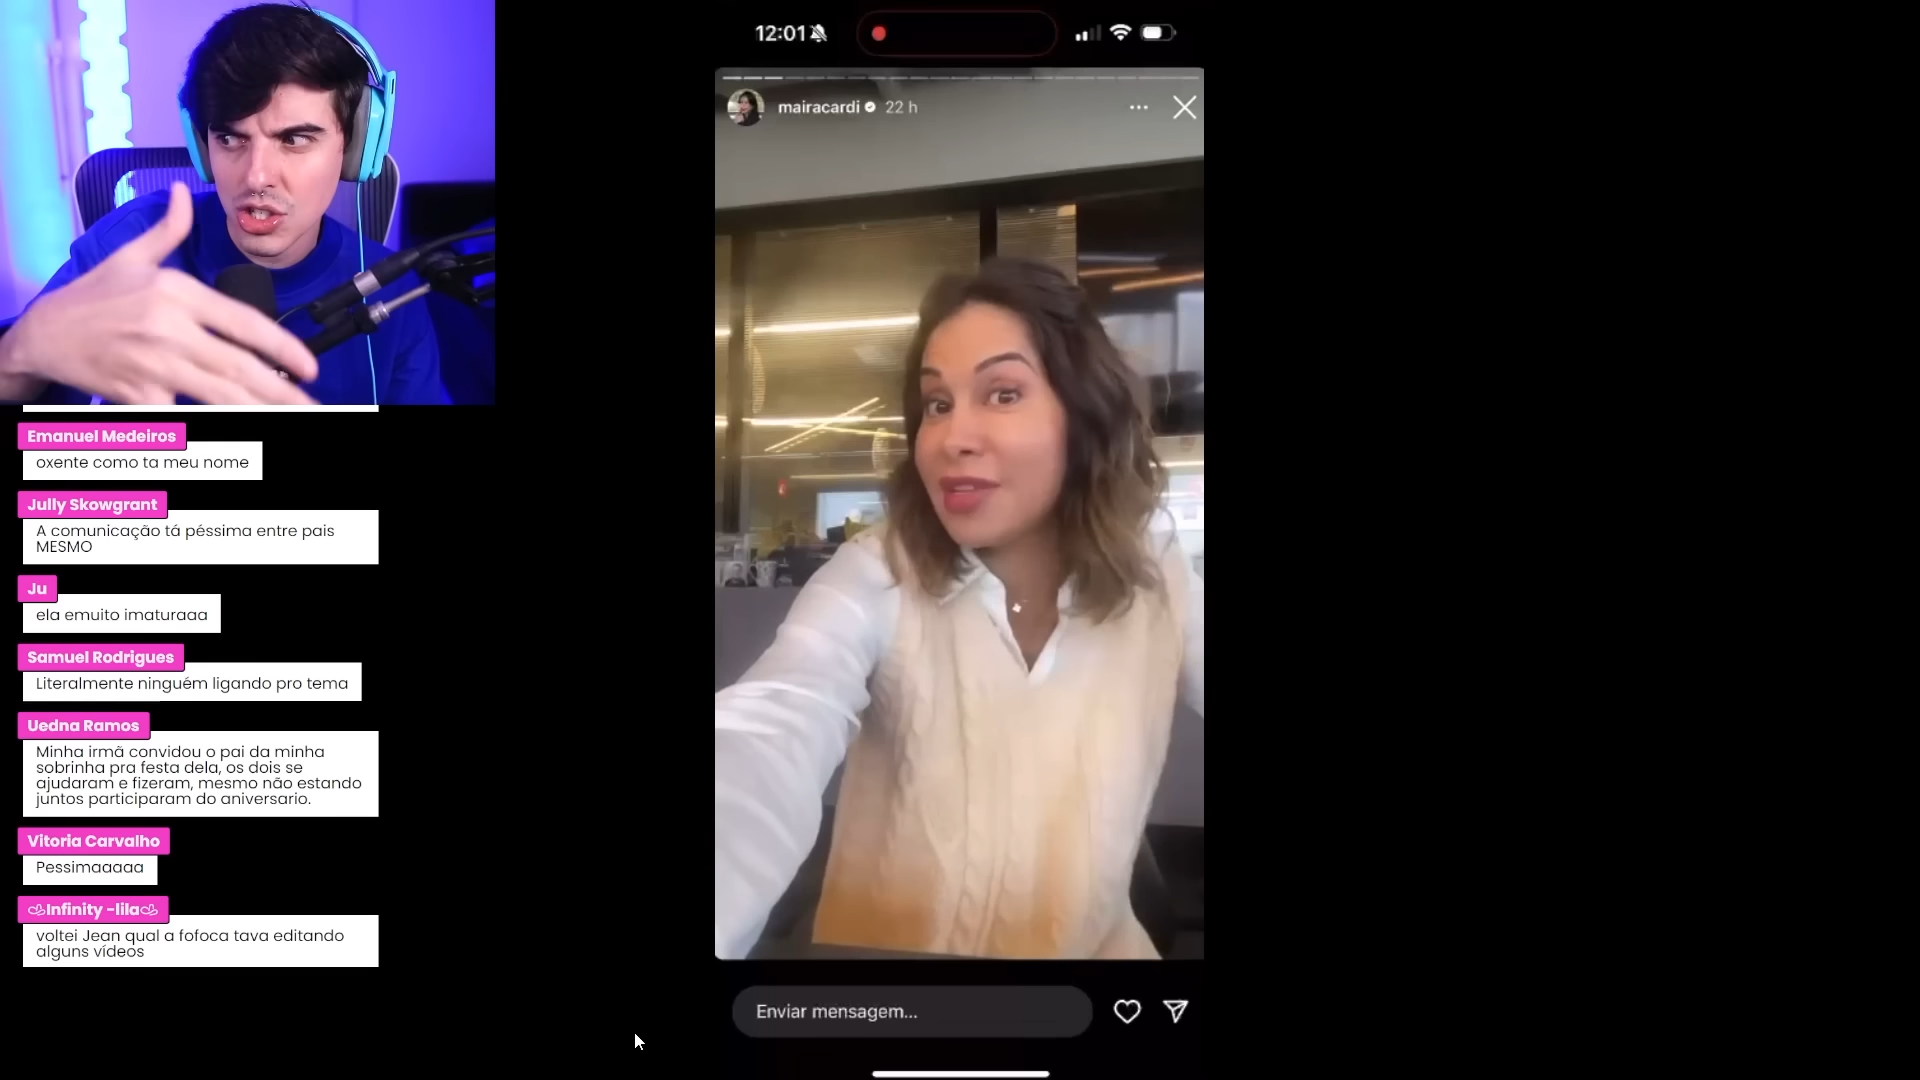 12:01
mairacardi 22 h
Emanuel Medeiros
oxente como ta meu nome
Jully Skowgrant
A comunicação tá péssima entre pais
MESMO
Ju
ela emuito imaturaaa
Samuel Rodrigues
Literalmente ninguém ligando pro tema
Uedna Ramos
Minha irmã convidou o pai da minha
sobrinha pra festa dela, os dois se
ajudaram e fizeram, mesmo não estando
juntos participaram do aniversario.
Vitoria Carvalho
Pessimaaaaa
Infinity -lila
voltei Jean qual a fofoca tava editando
alguns vídeos
Enviar mensagem...